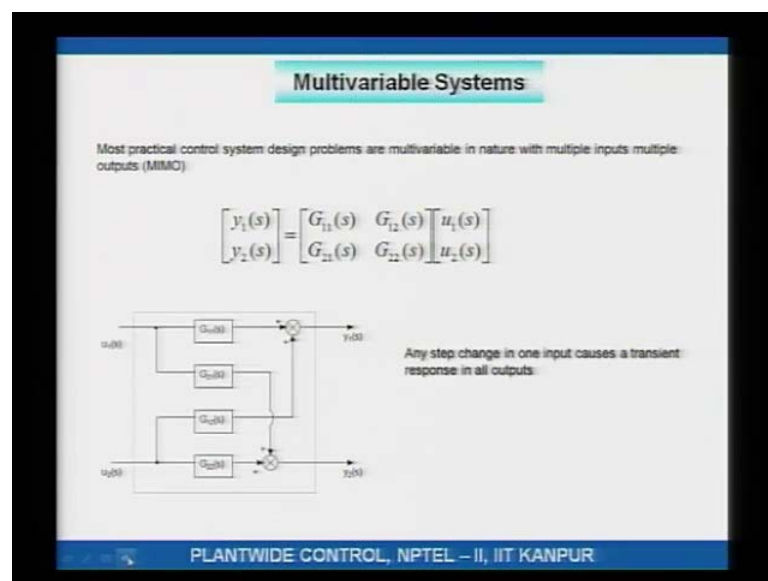 Multivariable Systems
Most practical control system design problems are multivariable in nature with multiple inputs multiple
outputs (MIMO)
[y₁(s)] = [G₁₁(s) G₁₂(s)] [u₁(s)]
[y₂(s)] = [G₂₁(s) G₂₂(s)] [u₂(s)]
u₁(s) G₁₁(s) + + y₁(s)
G₂₁(s)
Any step change in one input causes a transient
response in all outputs
G₁₂(s)
u₂(s) G₂₂(s) + + y₂(s)
PLANTWIDE CONTROL, NPTEL – II, IIT KANPUR